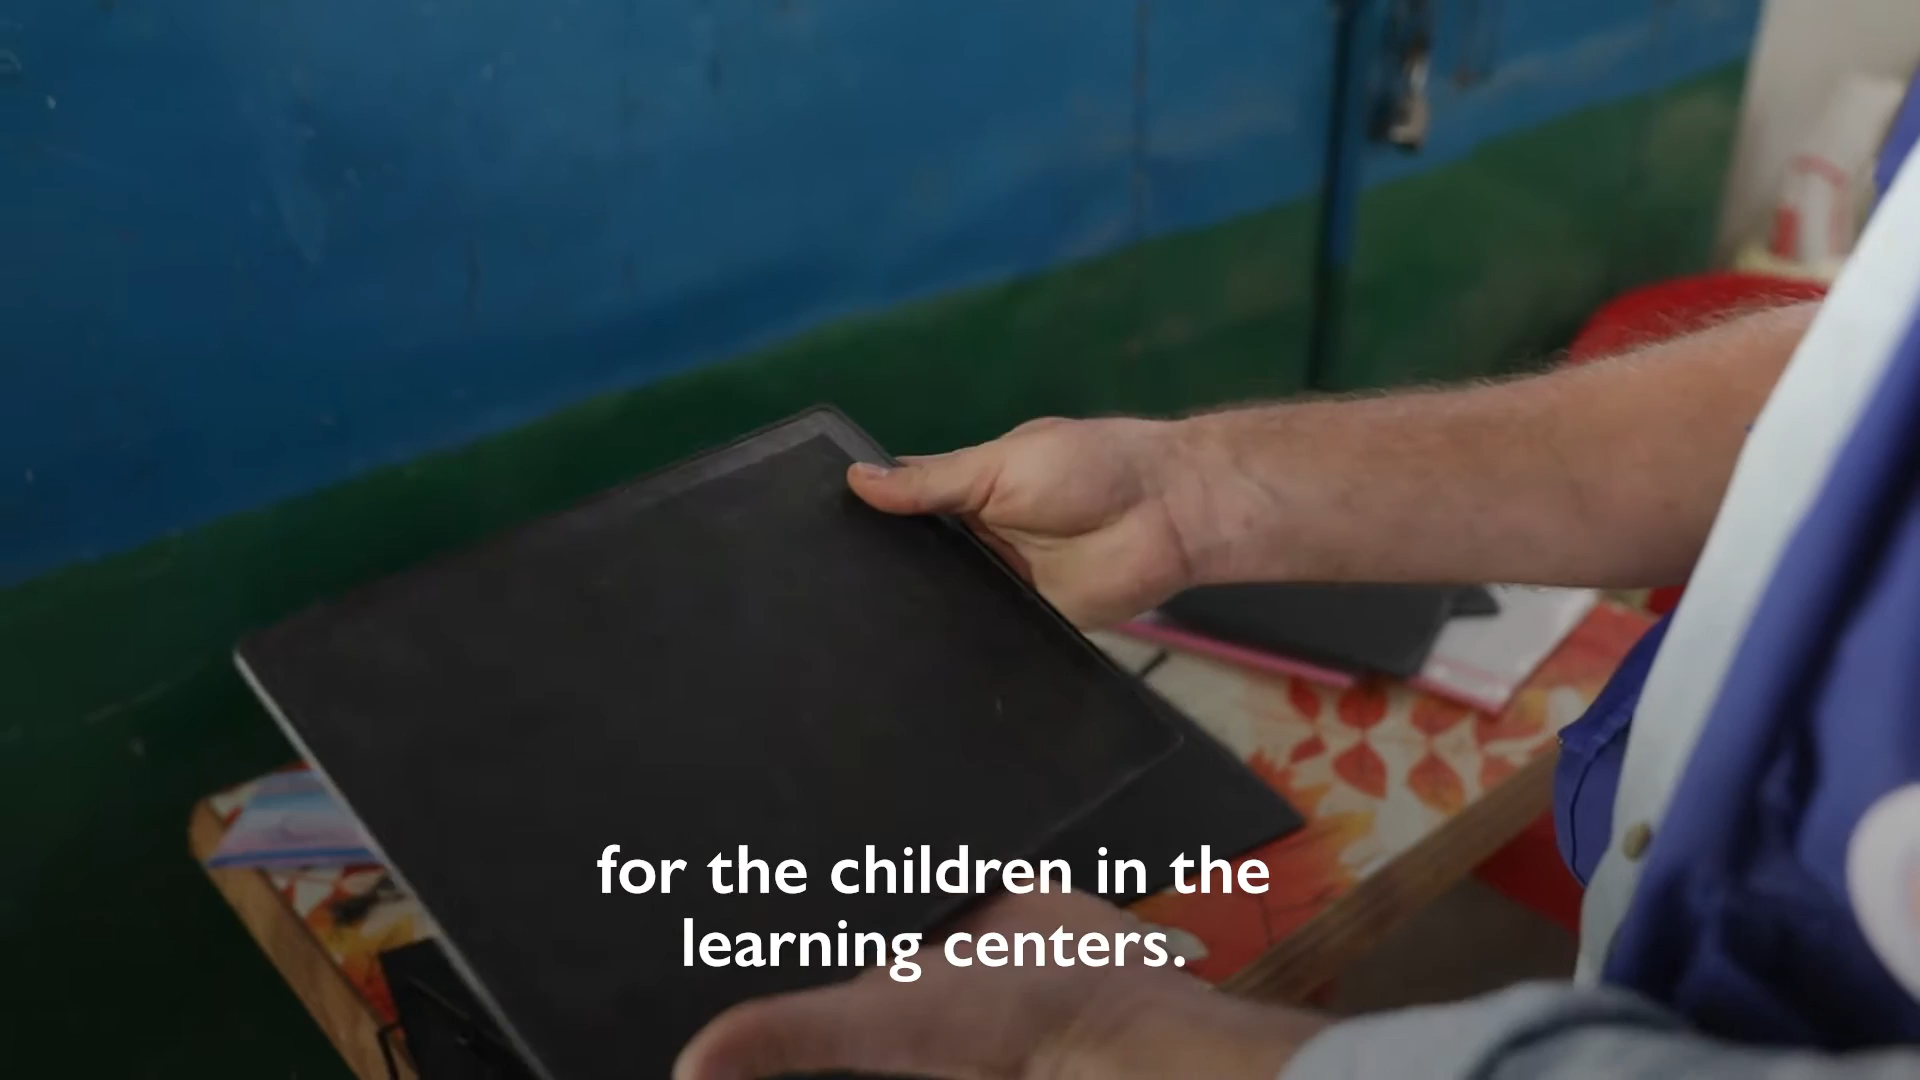 for the children in the
learning centers.